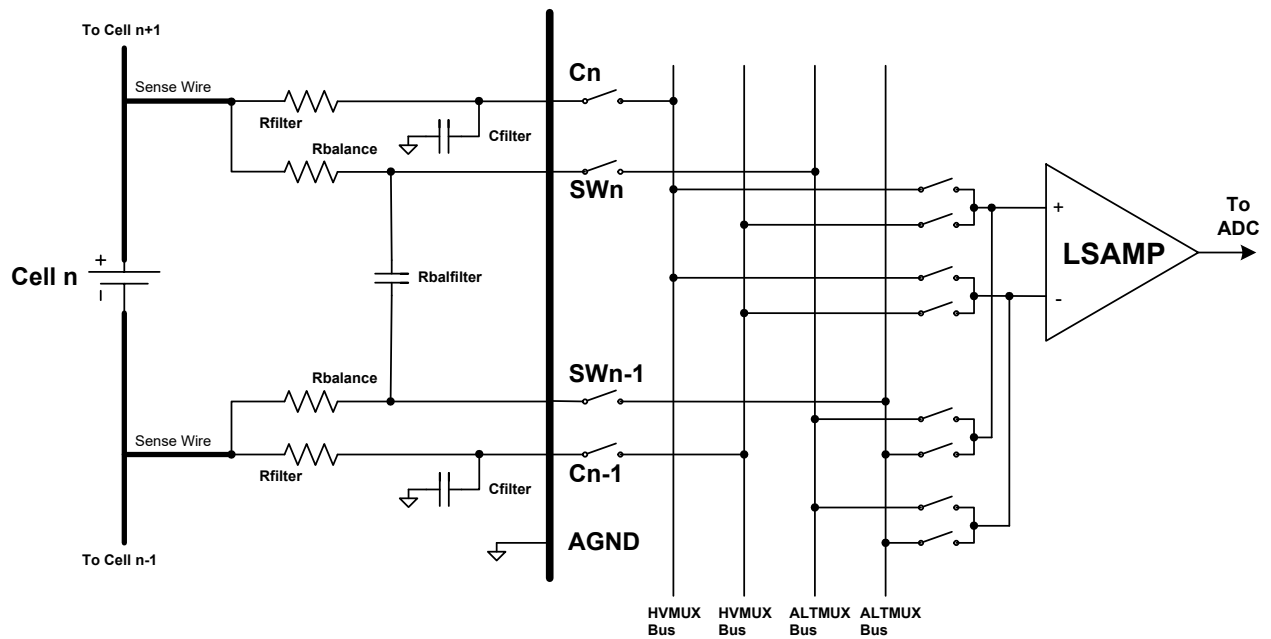 To Cell n+1
Sense Wire
Rfilter
Cfilter
Cn
Rbalance
SWn
+
To
ADC
LSAMP
Cell n
+
–
Rbalfilter
-
Rbalance
SWn-1
Sense Wire
Rfilter
Cfilter
Cn-1
AGND
To Cell n-1
HVMUX
Bus
HVMUX
Bus
ALTMUX
Bus
ALTMUX
Bus